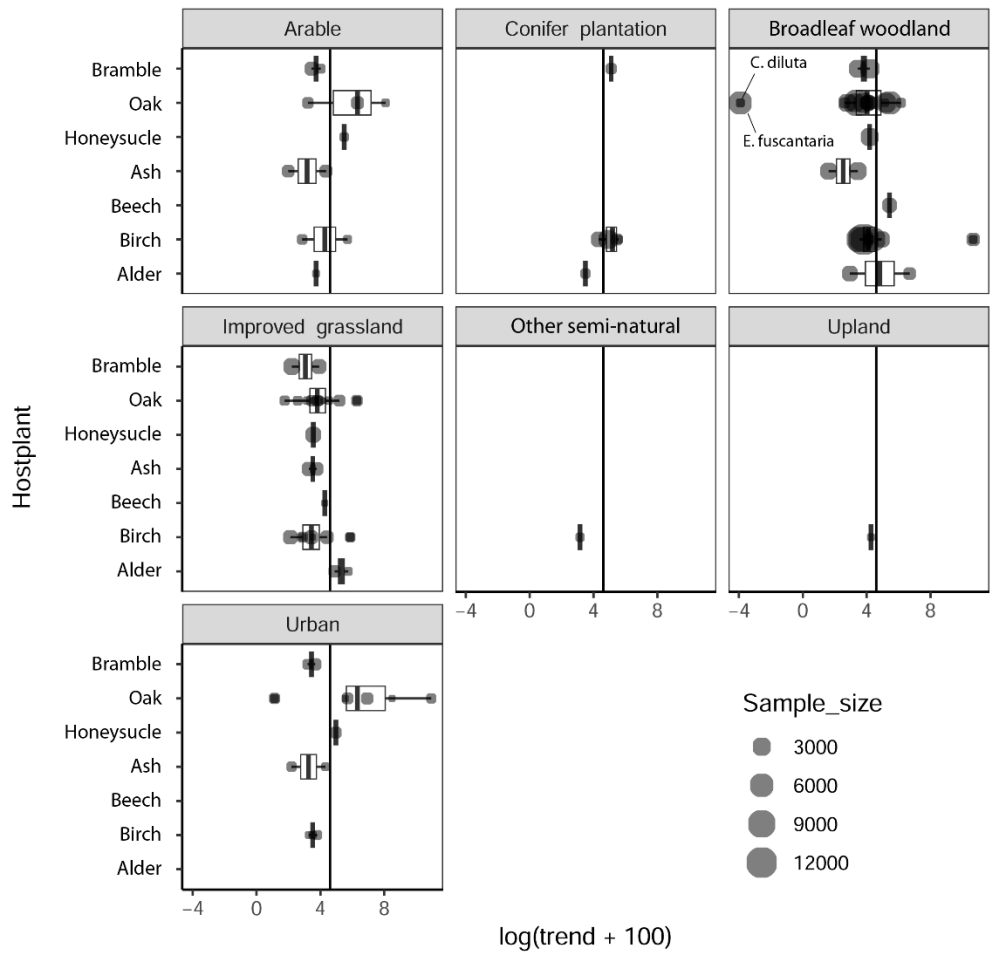 Arable
Conifer plantation
Broadleaf woodland
Bramble
Oak
Honeysucle
Ash
Beech
Birch
Alder
C. diluta
E. fuscantaria
Improved grassland
Other semi-natural
Upland
Bramble
Oak
Honeysucle
Ash
Beech
Birch
Alder
−4 0 4 8
−4 0 4 8
Urban
Bramble
Oak
Honeysucle
Ash
Beech
Birch
Alder
−4 0 4 8
Hostplant
log(trend + 100)
Sample_size
3000
6000
9000
12000